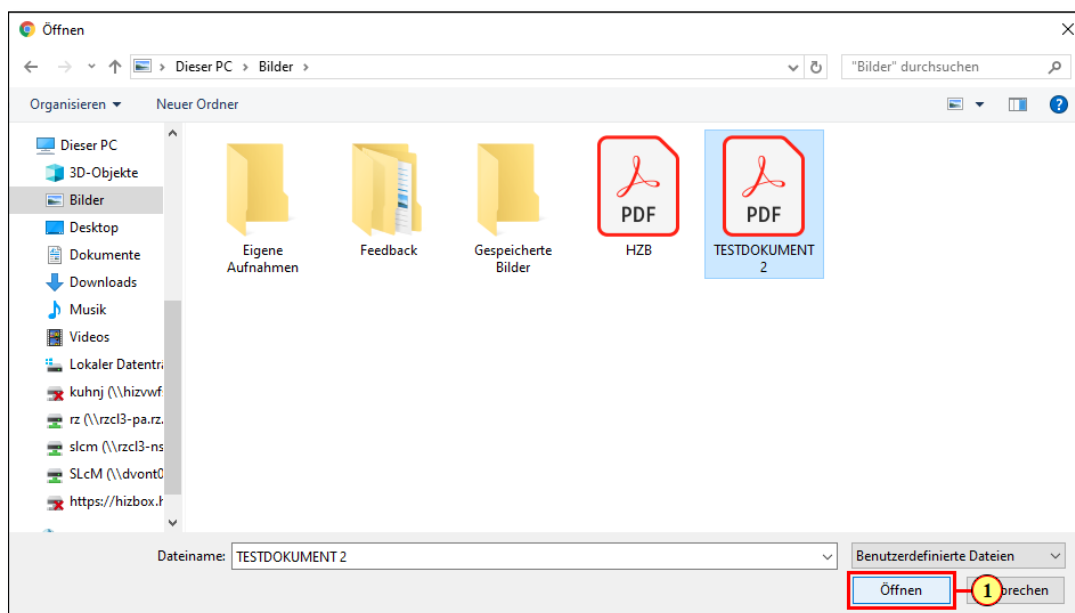 Öffnen
Dieser PC > Bilder >
"Bilder" durchsuchen
Organisieren
Neuer Ordner
Dieser PC
3D-Objekte
Bilder
Desktop
Dokumente
Downloads
Musik
Videos
Lokaler Datentr
kuhnj (\\hizvwf
rz (\\rzcl3-pa.rz.
slcm (\\rzcl3-ns
SLcM (\\dvont0
https://hizbox.h
Eigene
Aufnahmen
Feedback
Gespeicherte
Bilder
PDF
HZB
PDF
TESTDOKUMENT
2
Dateiname: TESTDOKUMENT 2
Benutzerdefinierte Dateien
Öffnen
1
brechen